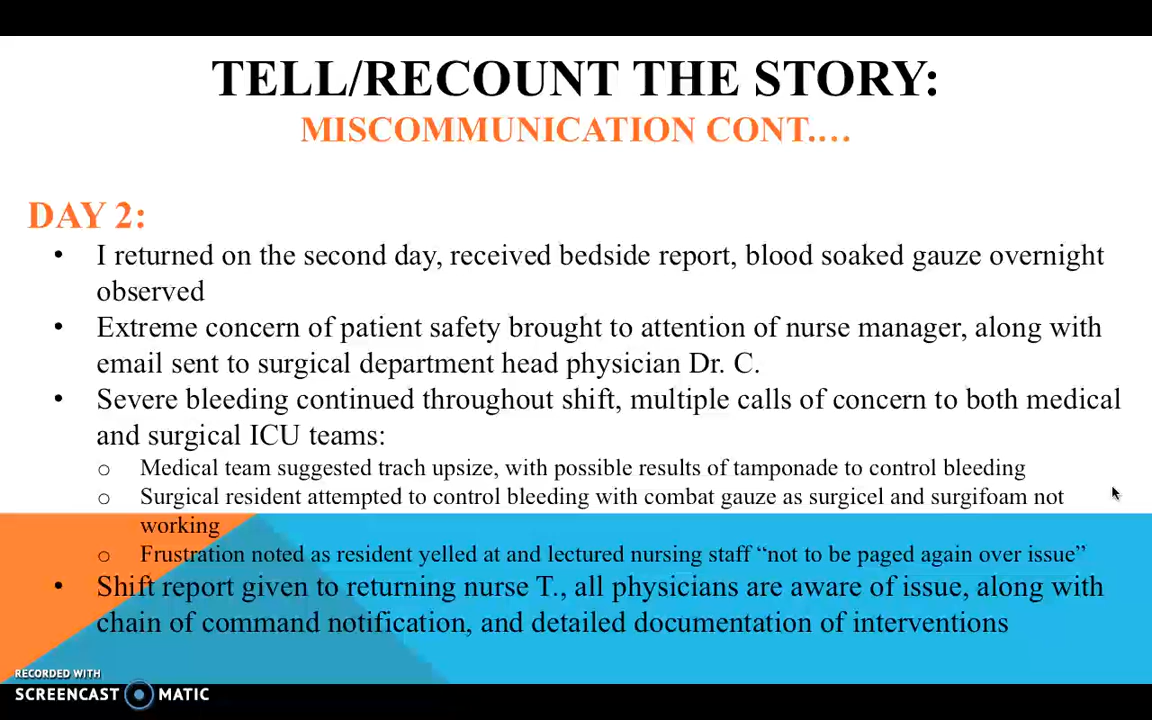 TELL/RECOUNT THE STORY:
MISCOMMUNICATION CONT.…
DAY 2:
• I returned on the second day, received bedside report, blood soaked gauze overnight
observed
• Extreme concern of patient safety brought to attention of nurse manager, along with
email sent to surgical department head physician Dr. C.
• Severe bleeding continued throughout shift, multiple calls of concern to both medical
and surgical ICU teams:
o Medical team suggested trach upsize, with possible results of tamponade to control bleeding
o Surgical resident attempted to control bleeding with combat gauze as surgicel and surgifoam not
working
o Frustration noted as resident yelled at and lectured nursing staff “not to be paged again over issue”
• Shift report given to returning nurse T., all physicians are aware of issue, along with
chain of command notification, and detailed documentation of interventions
RECORDED WITH
SCREENCAST MATIC